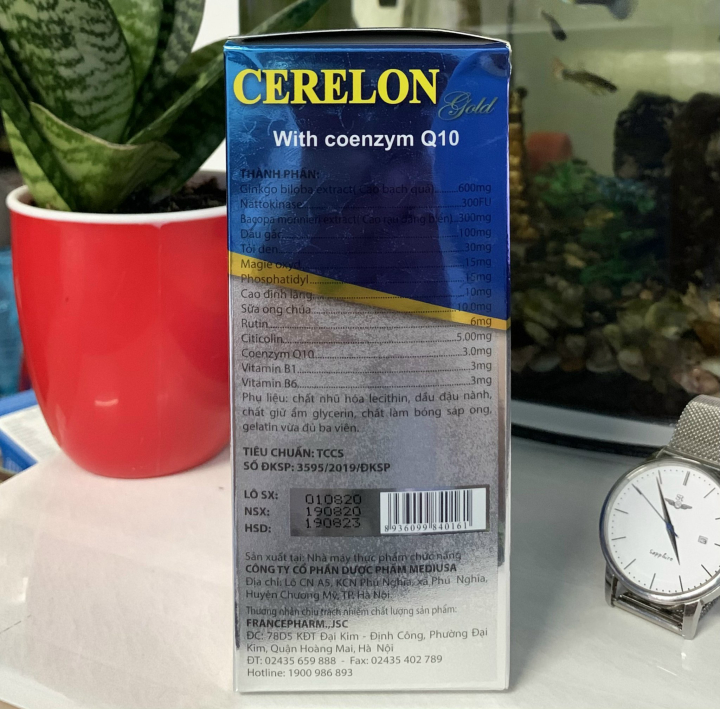 CERELON
Gold
With coenzym Q10
THÀNH PHẦN:
Ginkgo biloba extract( Cao bạch quả)........600mg
Nattokinase..................300FU
extract( Cao rau đắng biển).300mg
Dầu gấc..................100mg
Tỏi đen..................30mg
Magie oxyd..................15mg
Phosphatidyl..................
Cao đinh lăng..................10mg
Sữa ong chúa..................10.0mg
Rutin..................6mg
Citicolin..................5.00mg
Coenzym Q10..................3.0mg
Vitamin B1..................3mg
Vitamin B6..................3mg
Phụ liệu: chất nhũ hóa lecithin, dầu đậu nành,
chất giữ ẩm glycerin, chất làm bóng sáp ong,
gelatin vừa đủ ba viên.
TIÊU CHUẨN: TCCS
SỐ ĐKSP: 3595/2019/ĐKSP
LÔ SX: 010820
NSX: 190820
HSD: 190823
8 936099 840161
Sản xuất tại: Nhà máy thực phẩm chức năng
CÔNG TY CỔ PHẦN DƯỢC PHẨM MEDIUSA
Địa chỉ: Lô CN A5, KCN Phú Nghĩa, xã Phú Nghĩa,
Huyện Chương Mỹ, TP. Hà Nội.
Thương nhân chịu trách nhiệm chất lượng sản phẩm:
FRANCEPHARM.,JSC
ĐC: 78D5 KĐT Đại Kim - Định Công, Phường Đại
Kim, Quận Hoàng Mai, Hà Nội
ĐT: 02435 659 888 - Fax: 02435 402 789
Hotline: 1900 986 893